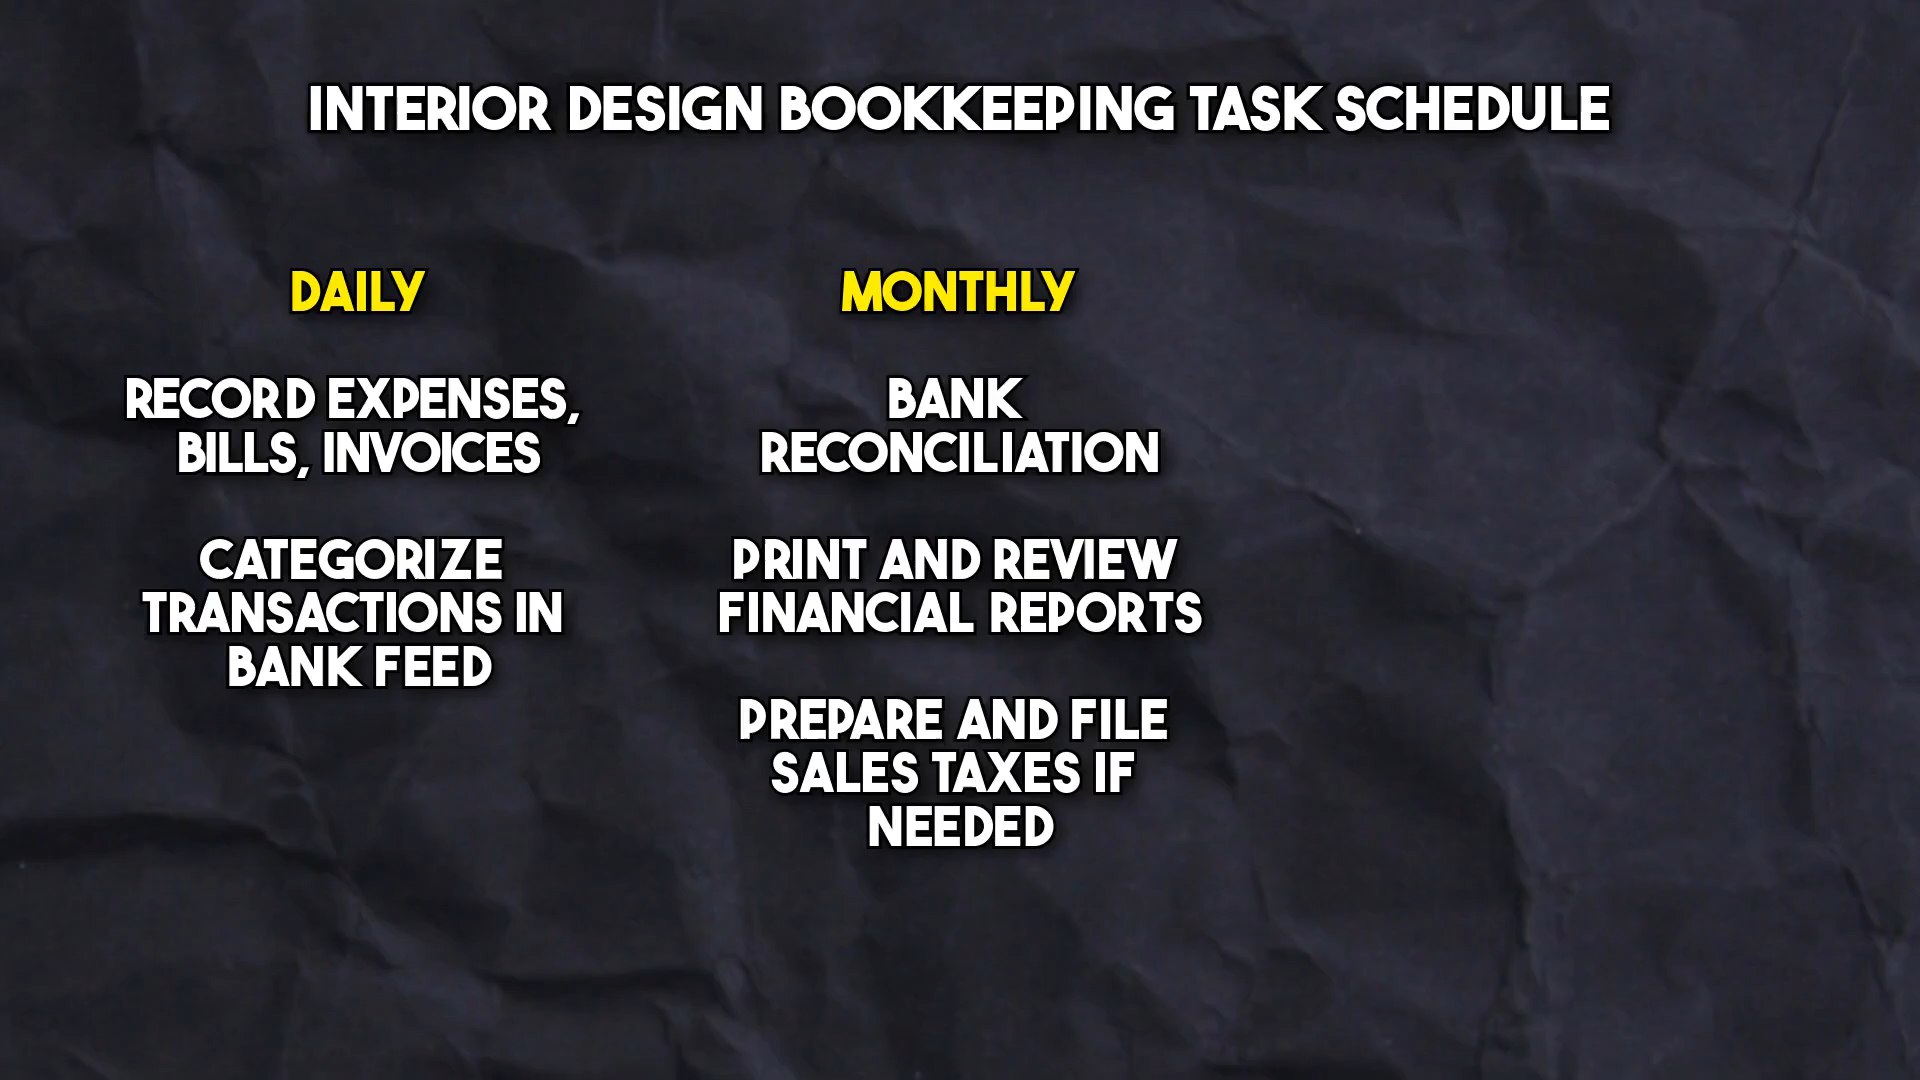 INTERIOR DESIGN BOOKKEEPING TASK SCHEDULE
DAILY
RECORD EXPENSES,
BILLS, INVOICES
CATEGORIZE
TRANSACTIONS IN
BANK FEED
MONTHLY
BANK
RECONCILIATION
PRINT AND REVIEW
FINANCIAL REPORTS
PREPARE AND FILE
SALES TAXES IF
NEEDED